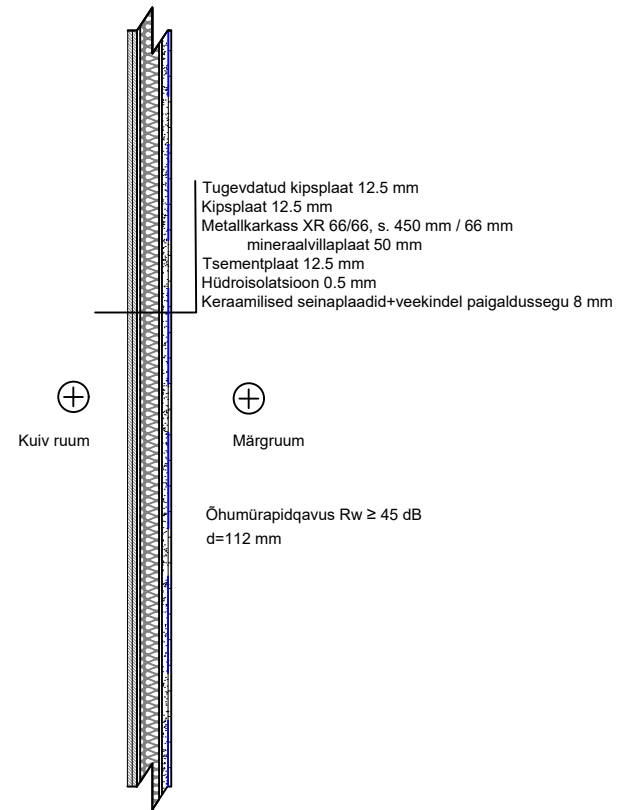 Tugevdatud kipsplaat 12.5 mm
Kipsplaat 12.5 mm
Metallkarkass XR 66/66, s. 450 mm / 66 mm
mineraalvillaplaat 50 mm
Tsementplaat 12.5 mm
Hüdroisolatsioon 0.5 mm
Keraamilised seinaplaadid+veekindel paigaldussegu 8 mm
Kuiv ruum
Märgruum
Õhumürapidqavus Rw ≥ 45 dB
d=112 mm